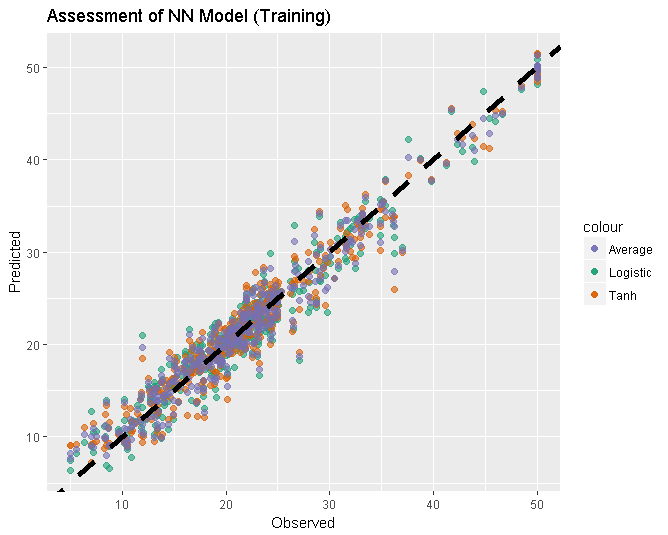 Assessment of NN Model (Training)
50
40
30
20
10
Predicted
10 20 30 40 50
Observed
colour
Average
Logistic
Tanh